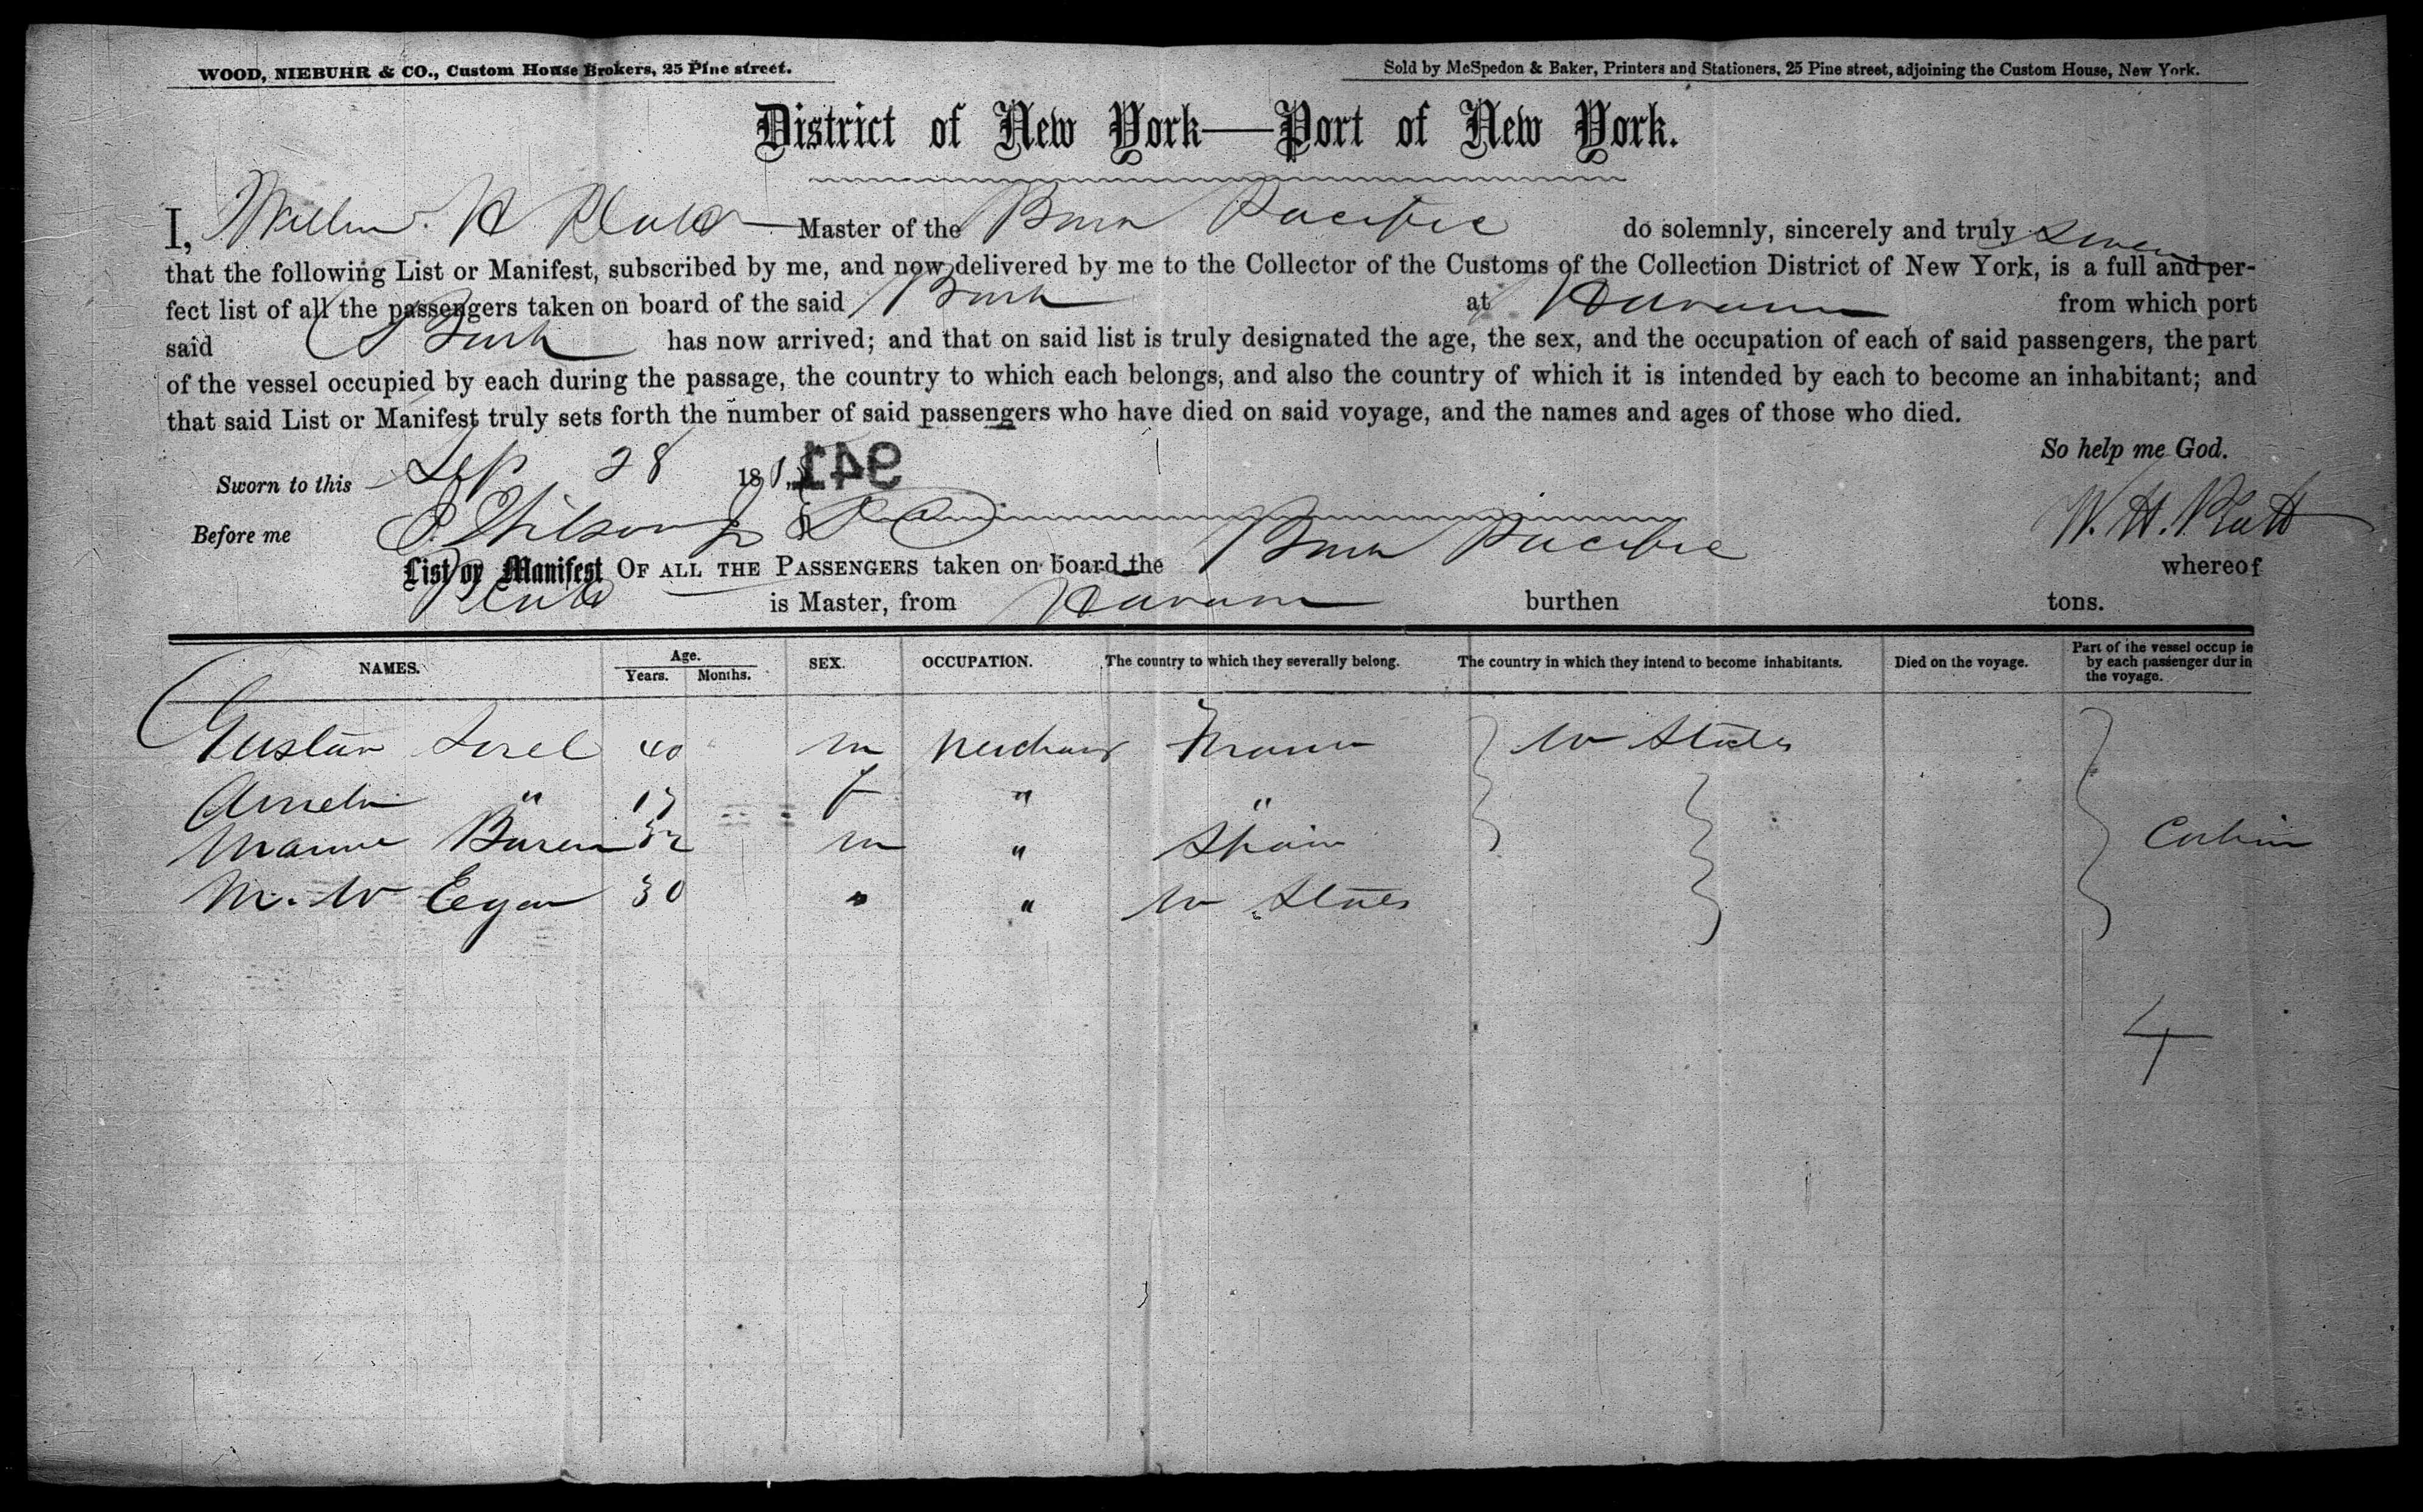 WOOD, NIEBUHR & CO., Custom House Brokers, 25 Pine street.
Sold by McSpedon & Baker, Printers and Stationers, 25 Pine street, adjoining the Custom House, New York.
District of New York—Port of New York.
I, H Platt Master of the Bark Pacific do solemnly, sincerely and truly swear
that the following List or Manifest, subscribed by me, and now delivered by me to the Collector of the Customs of the Collection District of New York, is a full and per-
fect list of all the passengers taken on board of the said Bark at Havana from which port
said Bark has now arrived; and that on said list is truly designated the age, the sex, and the occupation of each of said passengers, the part
of the vessel occupied by each during the passage, the country to which each belongs, and also the country of which it is intended by each to become an inhabitant; and
that said List or Manifest truly sets forth the number of said passengers who have died on said voyage, and the names and ages of those who died.
So help me God.
Sworn to this Sep 28 18 941
Before me Wilson W. H. Platt
List or Manifest OF ALL THE PASSENGERS taken on board the Bark Pacific whereof
Platt is Master, from Havana burthen tons.
NAMES. Age. Years. Months. SEX. OCCUPATION. The country to which they severally belong. The country in which they intend to become inhabitants. Died on the voyage. Part of the vessel occupie by each passenger durin the voyage.
Gustav 40 m France U States
" f " "
m " Spain Cabin
M. W Egan 30 " " U States
4